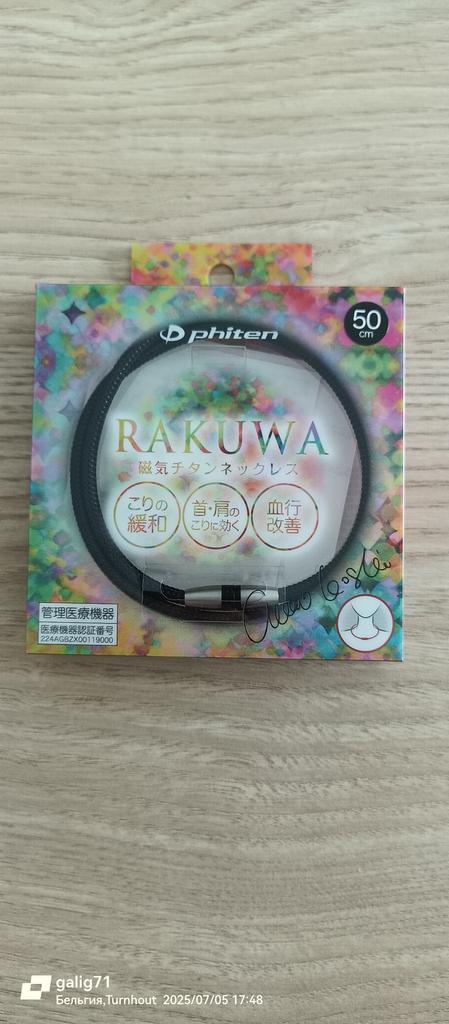 phiten
50
cm
RAKUWA
磁気チタンネックレス
こりの
緩和
首・肩の
こりに効く
血行
改善
管理医療機器
医療機器認証番号
224AGBZX00119000
galig71
Бельгия,Turnhout 2025/07/05 17:48